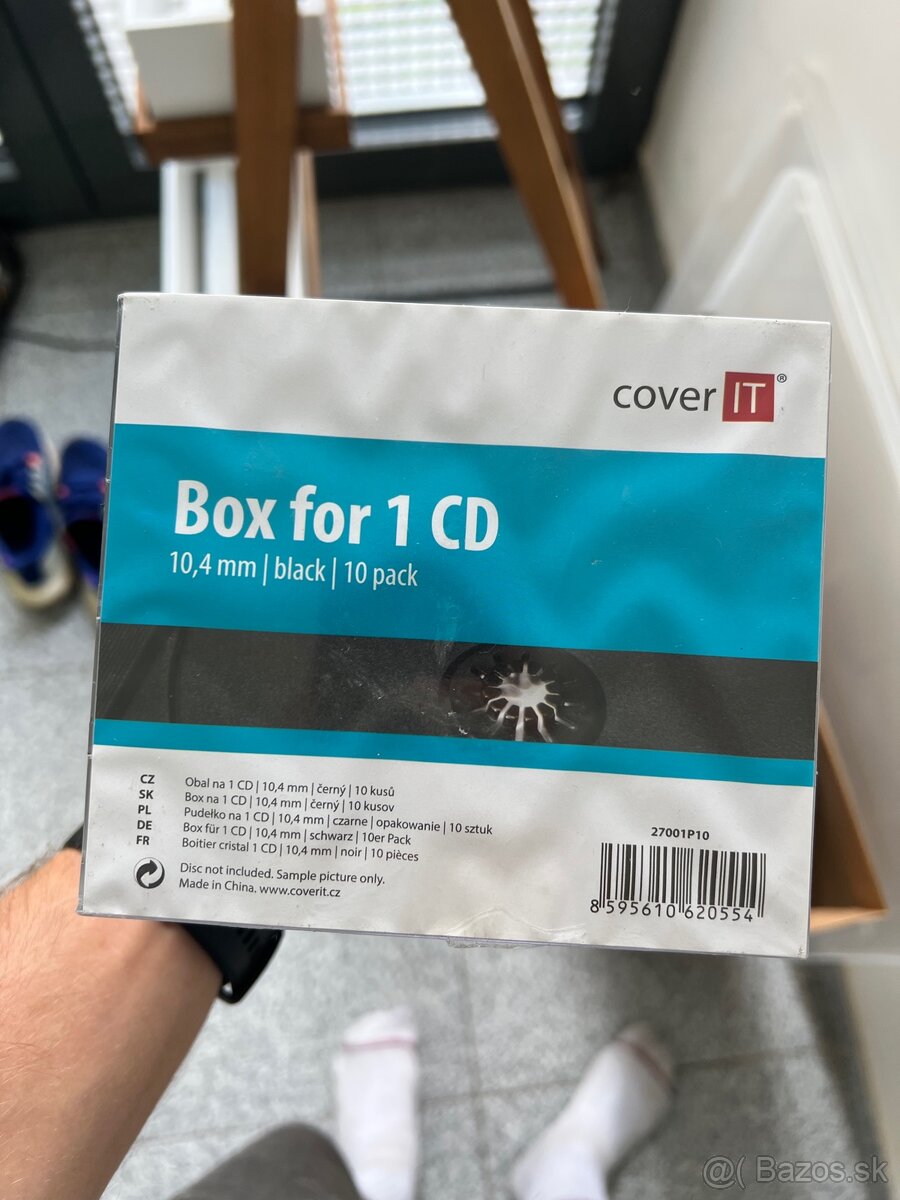 cover IT ®
Box for 1 CD
10,4 mm | black | 10 pack
CZ Obal na 1 CD | 10,4 mm | černý | 10 kusů
SK Box na 1 CD | 10,4 mm | černý | 10 kusov
PL Pudełko na 1 CD | 10,4 mm | czarne | opakowanie | 10 sztuk
DE Box für 1 CD | 10,4 mm | schwarz | 10er Pack
FR Boitier cristal 1 CD | 10,4 mm | noir | 10 pièces
Disc not included. Sample picture only.
Made in China. www.coverit.cz
27001P10
8 595610 620554
@( Bazos.sk